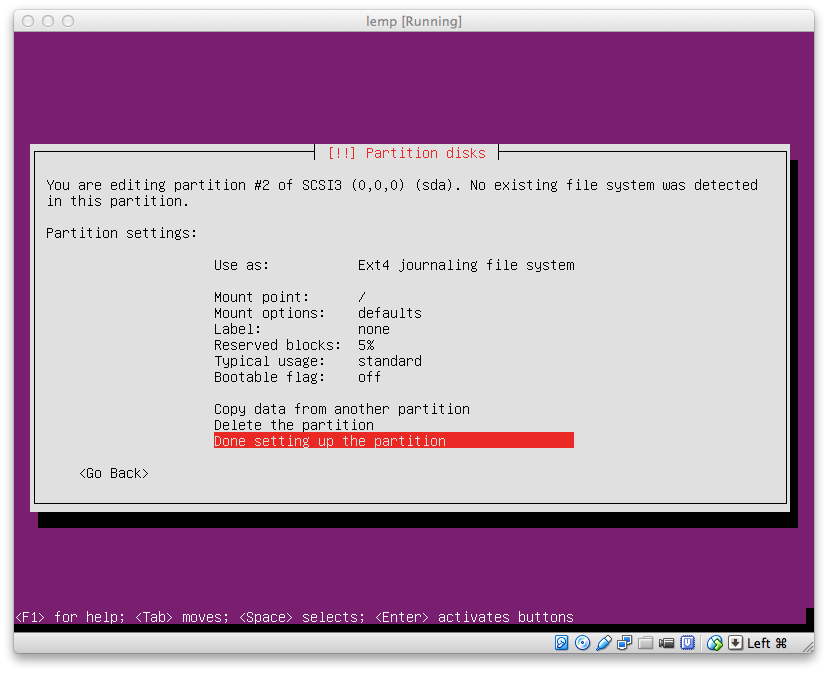 lemp [Running]
[!!] Partition disks
You are editing partition #2 of SCSI3 (0,0,0) (sda). No existing file system was detected
in this partition.
Partition settings:
Use as: Ext4 journaling file system
Mount point: /
Mount options: defaults
Label: none
Reserved blocks: 5%
Typical usage: standard
Bootable flag: off
Copy data from another partition
Delete the partition
Done setting up the partition
<Go Back>
<F1> for help; <Tab> moves; <Space> selects; <Enter> activates buttons
Left ⌘